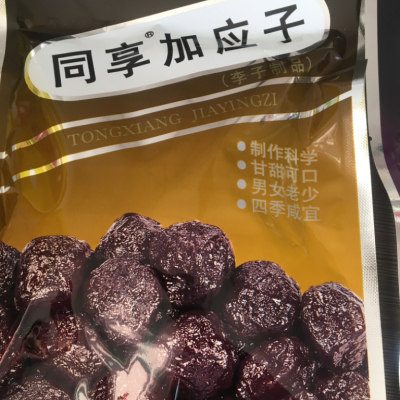 同享®加应子
(李子制品)
TONGXIANG JIAYINGZI
• 制作科学
• 甘甜可口
• 男女老少
• 四季咸宜